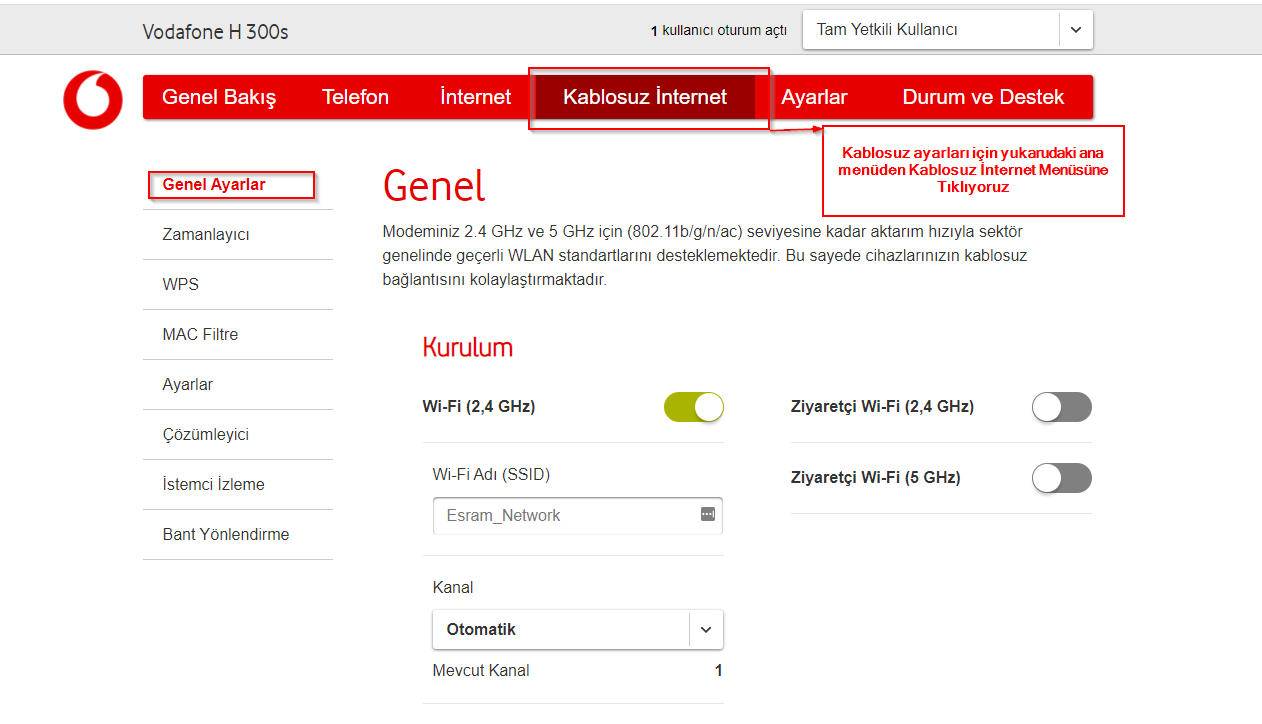 Vodafone H 300s
1 kullanıcı oturum açtı
Tam Yetkili Kullanıcı
Genel Bakış Telefon İnternet Kablosuz İnternet Ayarlar Durum ve Destek
Kablosuz ayarları için yukarudaki ana
menüden Kablosuz İnternet Menüsüne
Tıklıyoruz
Genel Ayarlar
Zamanlayıcı
WPS
MAC Filtre
Ayarlar
Çözümleyici
İstemci İzleme
Bant Yönlendirme
Genel
Modeminiz 2.4 GHz ve 5 GHz için (802.11b/g/n/ac) seviyesine kadar aktarım hızıyla sektör
genelinde geçerli WLAN standartlarını desteklemektedir. Bu sayede cihazlarınızın kablosuz
bağlantısını kolaylaştırmaktadır.
Kurulum
Wi-Fi (2,4 GHz)
Wi-Fi Adı (SSID)
Esram_Network
Kanal
Otomatik
Mevcut Kanal 1
Ziyaretçi Wi-Fi (2,4 GHz)
Ziyaretçi Wi-Fi (5 GHz)